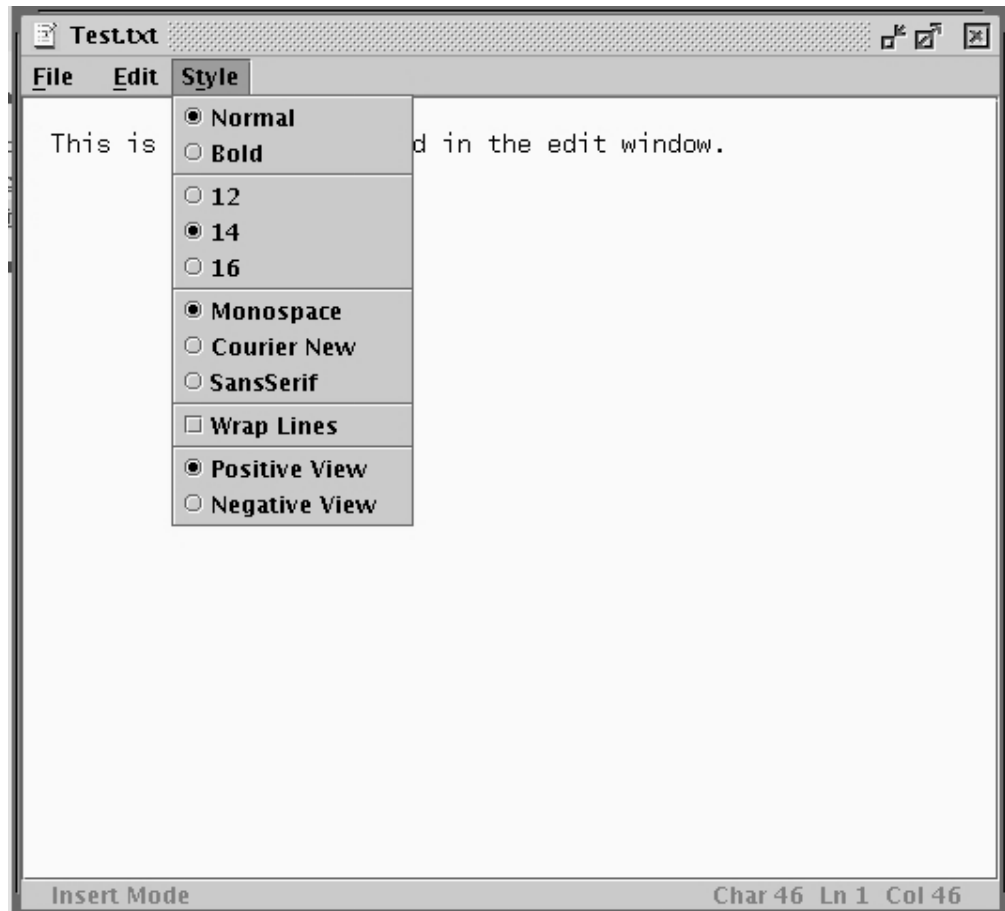 Test.txt
File Edit Style
Normal
This is d in the edit window.
Bold
12
14
16
Monospace
Courier New
SansSerif
Wrap Lines
Positive View
Negative View
Insert Mode Char 46 Ln 1 Col 46